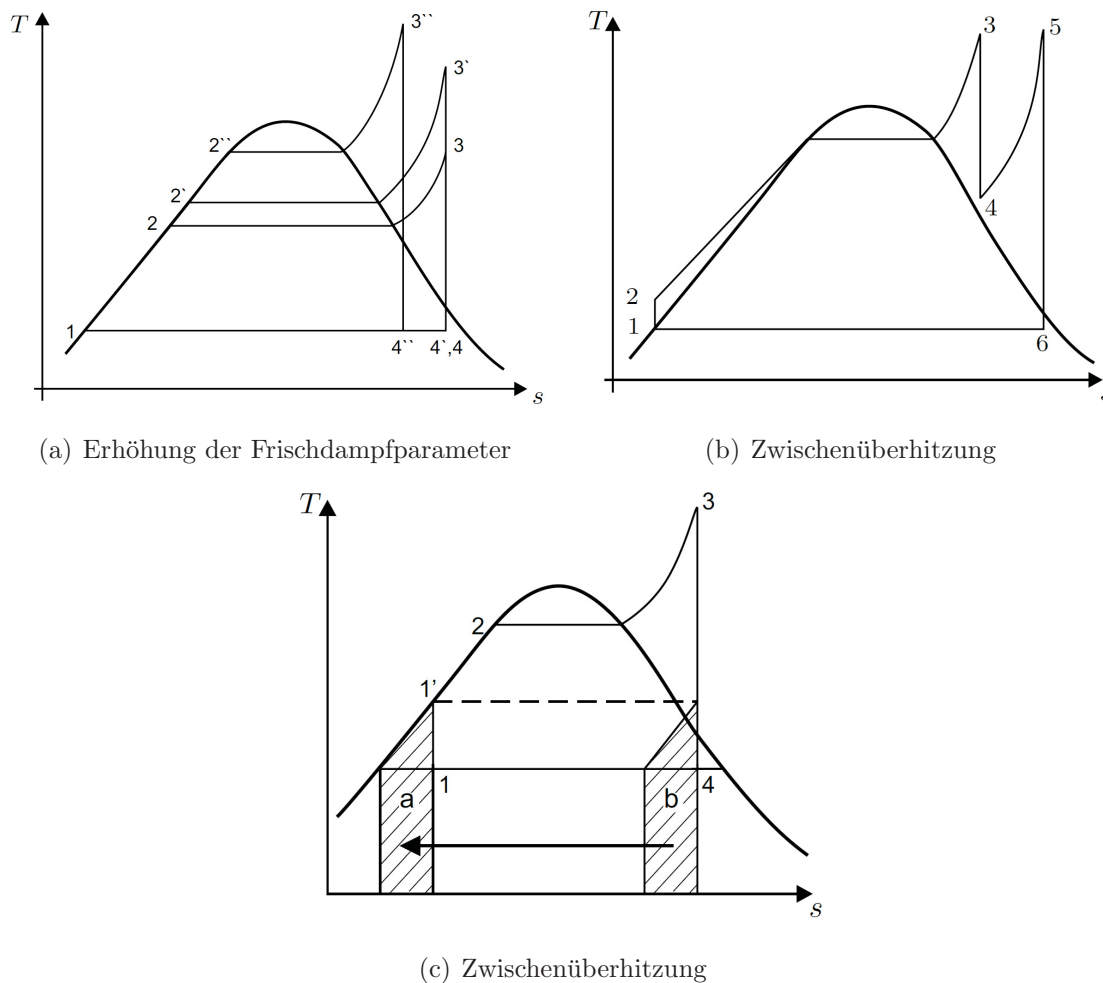 T
3``
3`
2``
3
2`
2
1
4``
4`,4
s
(a) Erhöhung der Frischdampfparameter
T
3
5
4
2
1
6
(b) Zwischenüberhitzung
T
3
2
1’
1
4
a
b
s
(c) Zwischenüberhitzung